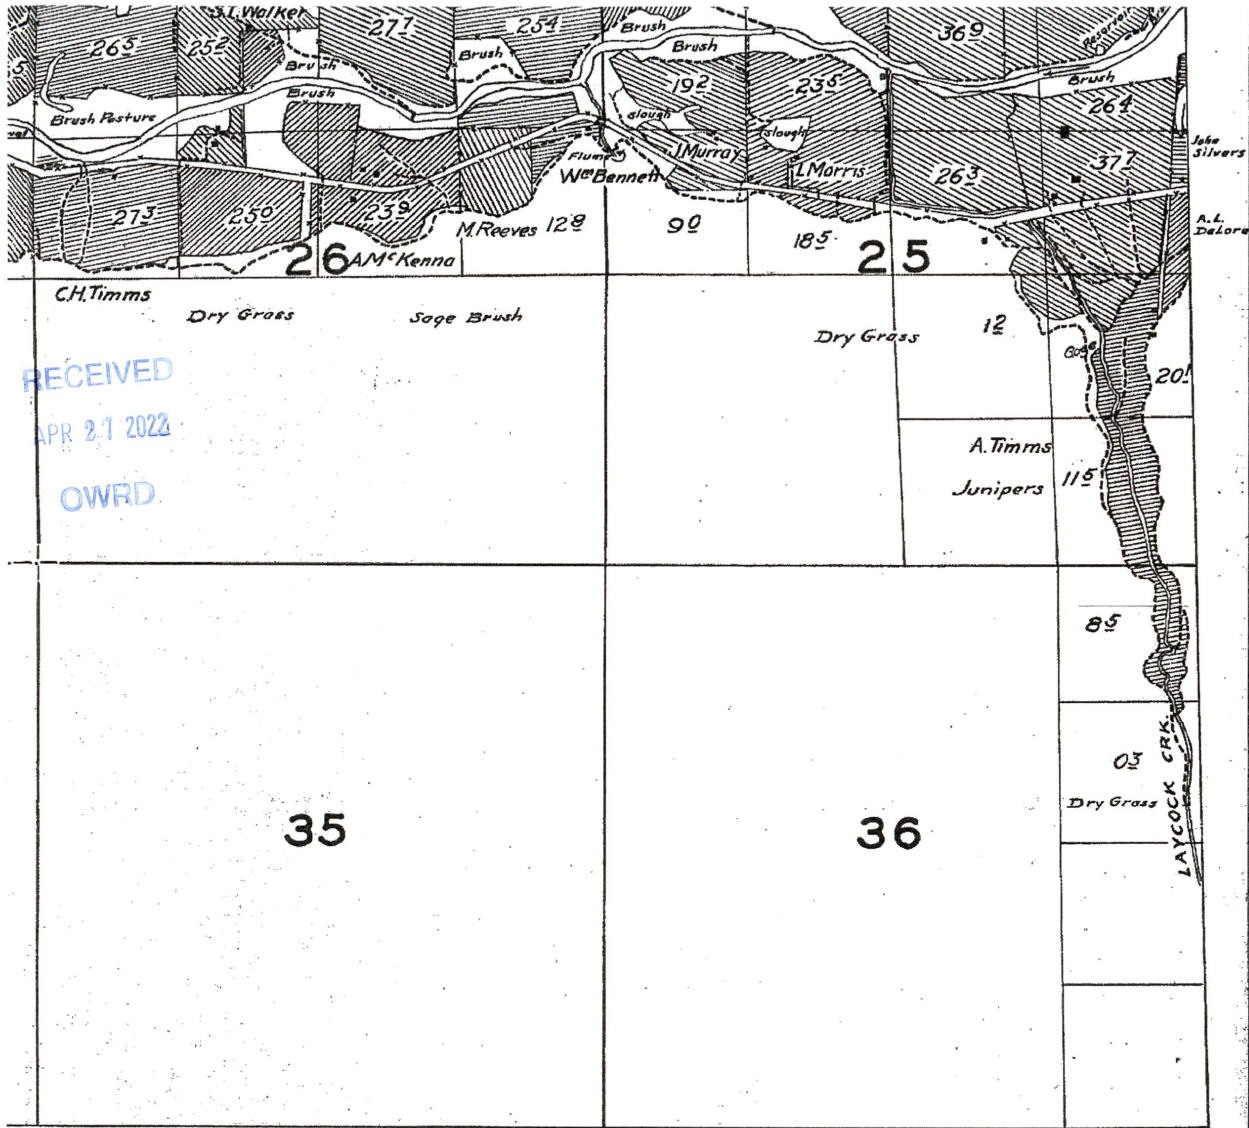 S.I. Walker
26⁵
25²
27⁷
25⁴
Brush
Brush
36⁹
Reservoir
Brush
Brush
Brush
19²
23⁵
Brush
26⁴
Brush Pasture
Slough
Slough
John Silvers
Flume
I. Murray
Wᵐ Bennett
I. Morris
26³
37⁷
27³
25⁰
23⁹
M. Reeves
12⁸
9⁰
18⁵
A.L. DeLore
26
A. McKenna
25
C.H. Timms
Dry Grass
Sage Brush
Dry Grass
1²
20¹
RECEIVED
APR 27 2022
OWRD
A. Timms
Junipers
11⁵
8⁵
0³
Dry Grass
LAYCOCK CRK.
35
36